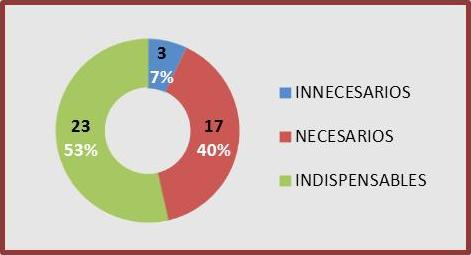 3
7%
17
40%
23
53%
INNECESARIOS
NECESARIOS
INDISPENSABLES